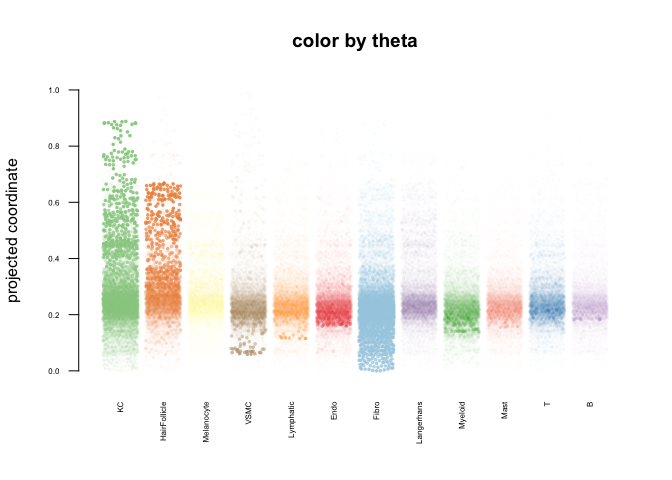 color by theta
projected coordinate
1.0
0.8
0.6
0.4
0.2
0.0
KC
HairFollicle
Melanocyte
VSMC
Lymphatic
Endo
Fibro
Langerhans
Myeloid
Mast
T
B